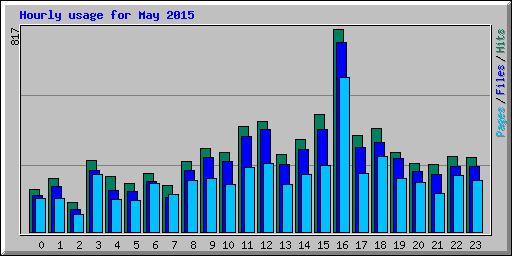 Hourly usage for May 2015
817
Pages / Files / Hits
0 1 2 3 4 5 6 7 8 9 10 11 12 13 14 15 16 17 18 19 20 21 22 23